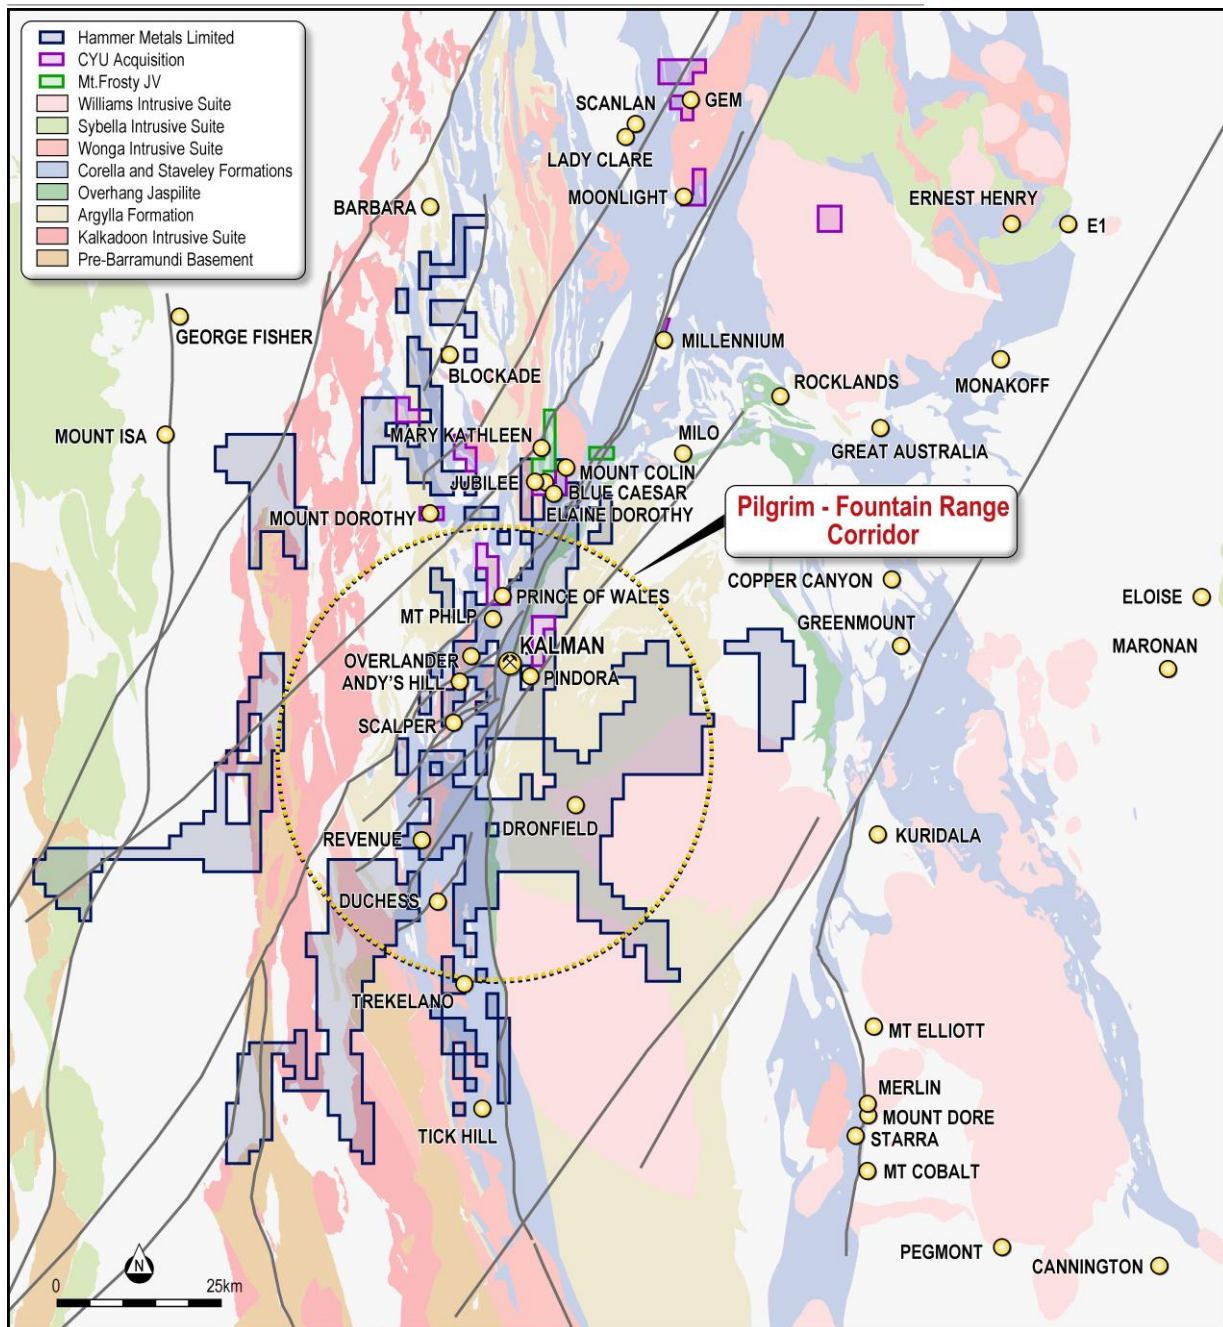 Hammer Metals Limited
CYU Acquisition
Mt.Frosty JV
Williams Intrusive Suite
Sybella Intrusive Suite
Wonga Intrusive Suite
Corella and Staveley Formations
Overhang Jaspilite
Argylla Formation
Kalkadoon Intrusive Suite
Pre-Barramundi Basement
SCANLAN
GEM
LADY CLARE
MOONLIGHT
BARBARA
ERNEST HENRY
E1
GEORGE FISHER
MILLENNIUM
BLOCKADE
MONAKOFF
ROCKLANDS
MOUNT ISA
MARY KATHLEEN
MILO
GREAT AUSTRALIA
MOUNT COLIN
JUBILEE
BLUE CAESAR
MOUNT DOROTHY
ELAINE DOROTHY
Pilgrim - Fountain Range
Corridor
COPPER CANYON
ELOISE
PRINCE OF WALES
MT PHILP
GREENMOUNT
KALMAN
MARONAN
OVERLANDER
ANDY'S HILL
PINDORA
SCALPER
DRONFIELD
REVENUE
KURIDALA
DUCHESS
TREKELANO
MT ELLIOTT
MERLIN
MOUNT DORE
TICK HILL
STARRA
MT COBALT
PEGMONT
CANNINGTON
N
0 25km